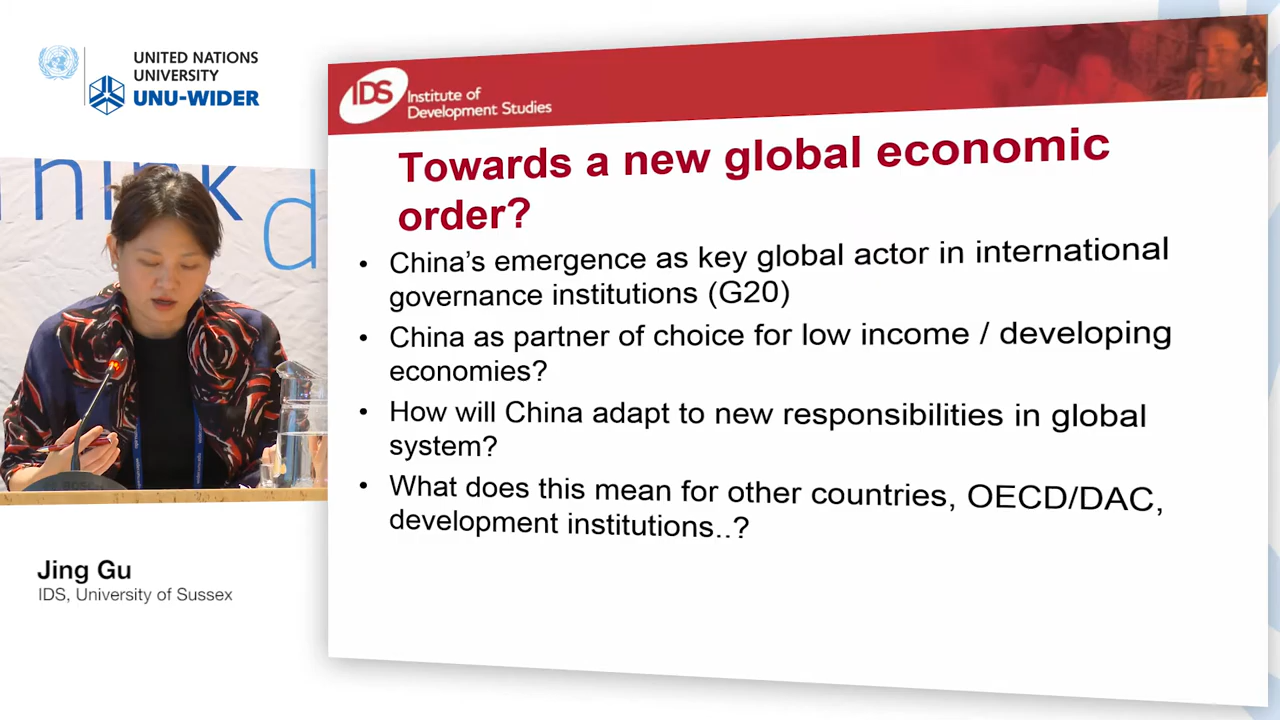 UNITED NATIONS
UNIVERSITY
UNU-WIDER
think
d
Jing Gu
IDS, University of Sussex
IDS Institute of
Development Studies
Towards a new global economic
order?
• China's emergence as key global actor in international
governance institutions (G20)
• China as partner of choice for low income / developing
economies?
• How will China adapt to new responsibilities in global
system?
• What does this mean for other countries, OECD/DAC,
development institutions..?